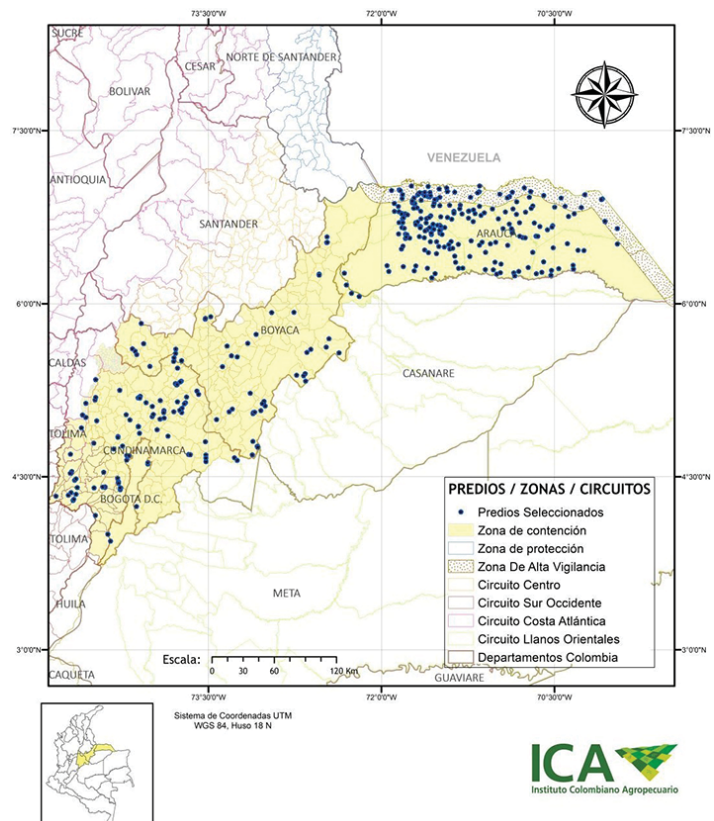 73°30'0"W 72°0'0"W 70°30'0"W
SUCRE
CESAR
NORTE DE SANTANDER
BOLIVAR
7°30'0"N
7°30'0"N
VENEZUELA
ANTIOQUIA
SANTANDER
ARAUCA
6°0'0"N
6°0'0"N
BOYACA
CALDAS
CASANARE
TOLIMA
CUNDINAMARCA
4°30'0"N
4°30'0"N
BOGOTA D.C.
PREDIOS / ZONAS / CIRCUITOS
Predios Seleccionados
Zona de contención
Zona de protección
Zona De Alta Vigilancia
Circuito Centro
Circuito Sur Occidente
Circuito Costa Atlántica
Circuito Llanos Orientales
Departamentos Colombia
TOLIMA
META
HUILA
3°0'0"N
3°0'0"N
Escala:
0 30 60 120 Km
CAQUETA
GUAVIARE
73°30'0"W 72°0'0"W 70°30'0"W
Sistema de Coordenadas UTM
WGS 84, Huso 18 N
ICA
Instituto Colombiano Agropecuario